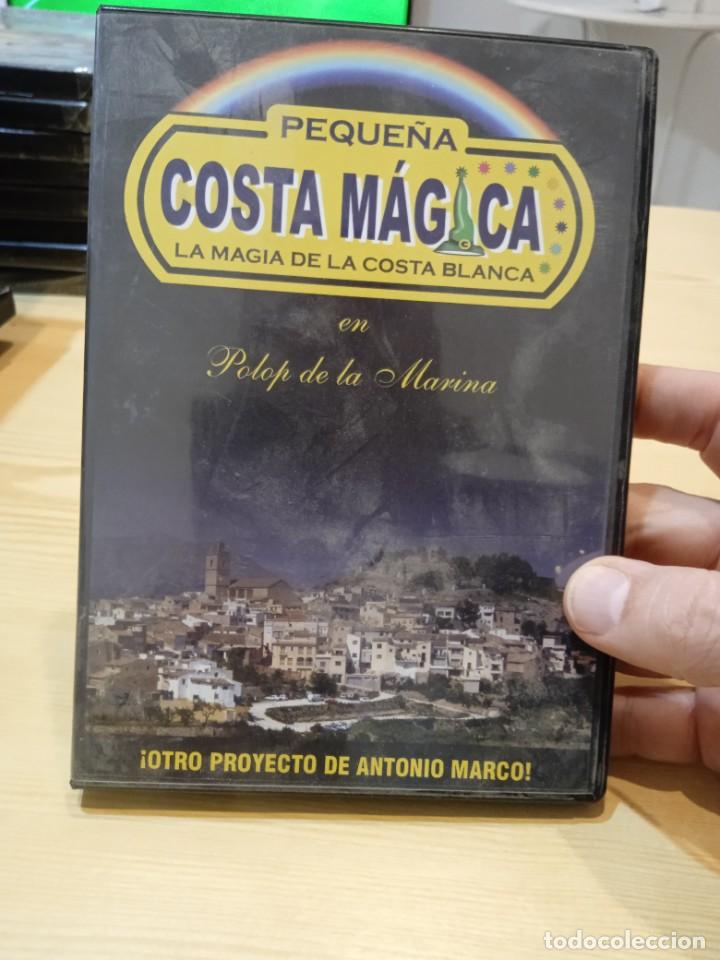 PEQUEÑA
COSTA MÁGICA
LA MAGIA DE LA COSTA BLANCA
en
Polop de la Marina
¡OTRO PROYECTO DE ANTONIO MARCO!
todocoleccion